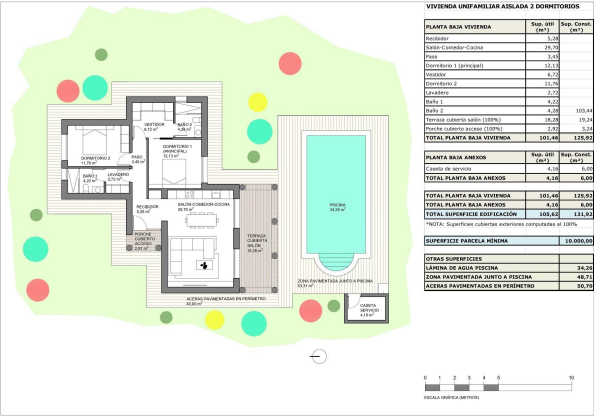 VIVIENDA UNIFAMILIAR AISLADA 2 DORMITORIOS
PLANTA BAJA VIVIENDA Sup. útil (m²) Sup. Const. (m²)
Recibidor 5,28
Salón-Comedor-Cocina 29,70
Paso 3,45
Dormitorio 1 (principal) 12,13
Vestidor 6,72
Dormitorio 2 11,76
Lavadero 2,72
Baño 1 4,22
Baño 2 4,28 103,44
Terraza cubierta salón (100%) 18,28 19,24
Porche cubierto acceso (100%) 2,92 3,24
TOTAL PLANTA BAJA VIVIENDA 101,46 125,92
PLANTA BAJA ANEXOS Sup. útil (m²) Sup. Const. (m²)
Caseta de servicio 4,16 6,00
TOTAL PLANTA BAJA ANEXOS 4,16 6,00
TOTAL PLANTA BAJA VIVIENDA 101,46 125,92
TOTAL PLANTA BAJA ANEXOS 4,16 6,00
TOTAL SUPERFICIE EDIFICACIÓN 105,62 131,92
*NOTA: Superficies cubiertas exteriores computadas al 100%
SUPERFICIE PARCELA MÍNIMA 10.000,00
OTRAS SUPERFICIES
LÁMINA DE AGUA PISCINA 34,26
ZONA PAVIMENTADA JUNTO A PISCINA 48,71
ACERAS PAVIMENTADAS EN PERÍMETRO 50,70
VESTIDOR
6,72 m²
BAÑO 2
4,28 m²
DORMITORIO 2
11,76 m²
PASO
3,45 m²
DORMITORIO 1
(PRINCIPAL)
12,13 m²
BAÑO 1
4,22 m²
LAVADERO
2,72 m²
RECIBIDOR
5,28 m²
SALÓN-COMEDOR-COCINA
29,70 m²
PORCHE
CUBIERTO
ACCESO
TERRAZA
CUBIERTA
SALÓN
18,28 m²
PISCINA
34,26 m²
ZONA PAVIMENTADA JUNTO A PISCINA
ACERAS PAVIMENTADAS EN PERÍMETRO
CASETA
SERVICIO
4,16 m²
0 1 2 3 4 5 10
ESCALA GRÁFICA (METROS)